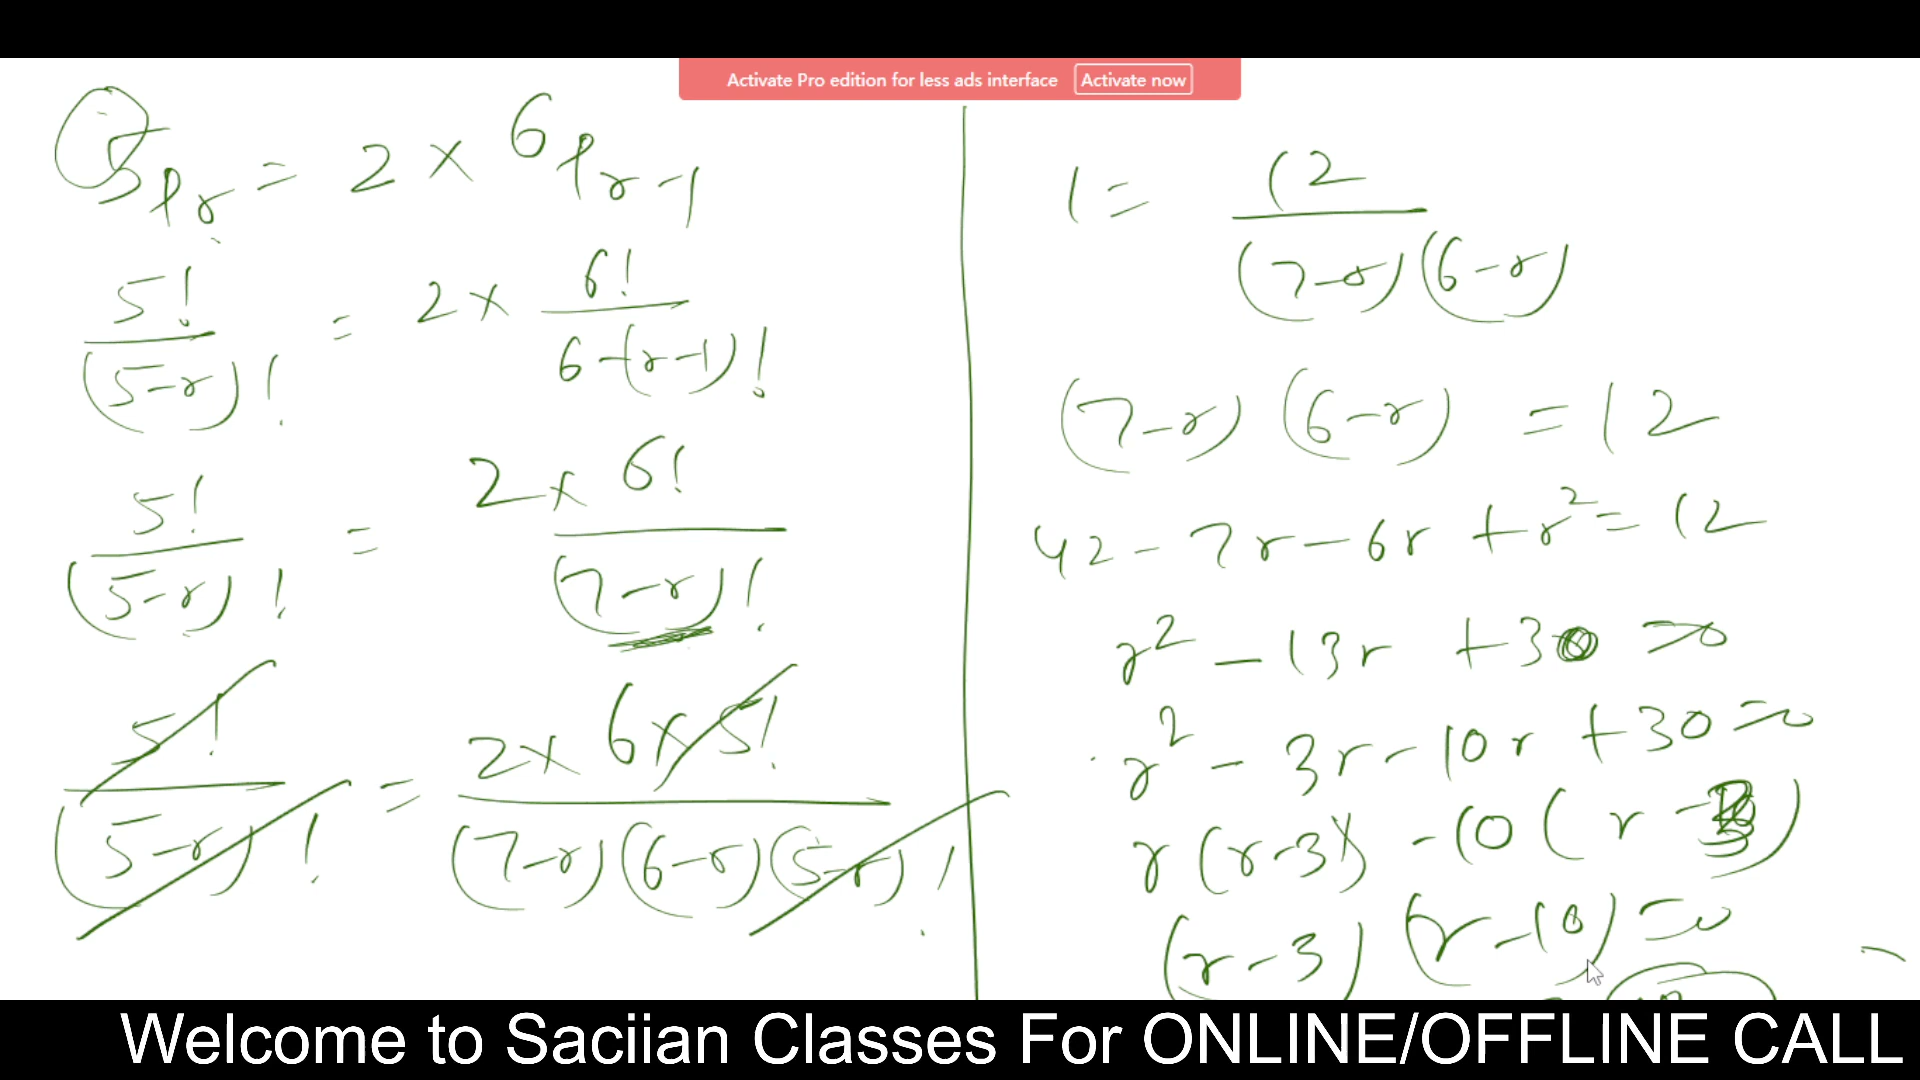 Activate Pro edition for less ads interface Activate now
5Pr = 2 × 6Pr-1
5!/(5-r)! = 2 × 6!/6-(r-1)!
5!/(5-r)! = 2 × 6!/(7-r)!
5!/(5-r)! = 2 × 6 × 5!/(7-r)(6-r)(5-r)!
1 = 12/(7-r)(6-r)
(7-r) (6-r) = 12
42 - 7r - 6r + r² = 12
r² - 13r + 30 = 0
r² - 3r - 10r + 30 = 0
r(r-3) - 10(r-3)
(r-3) (r-10) = 0
Welcome to Saciian Classes For ONLINE/OFFLINE CALL